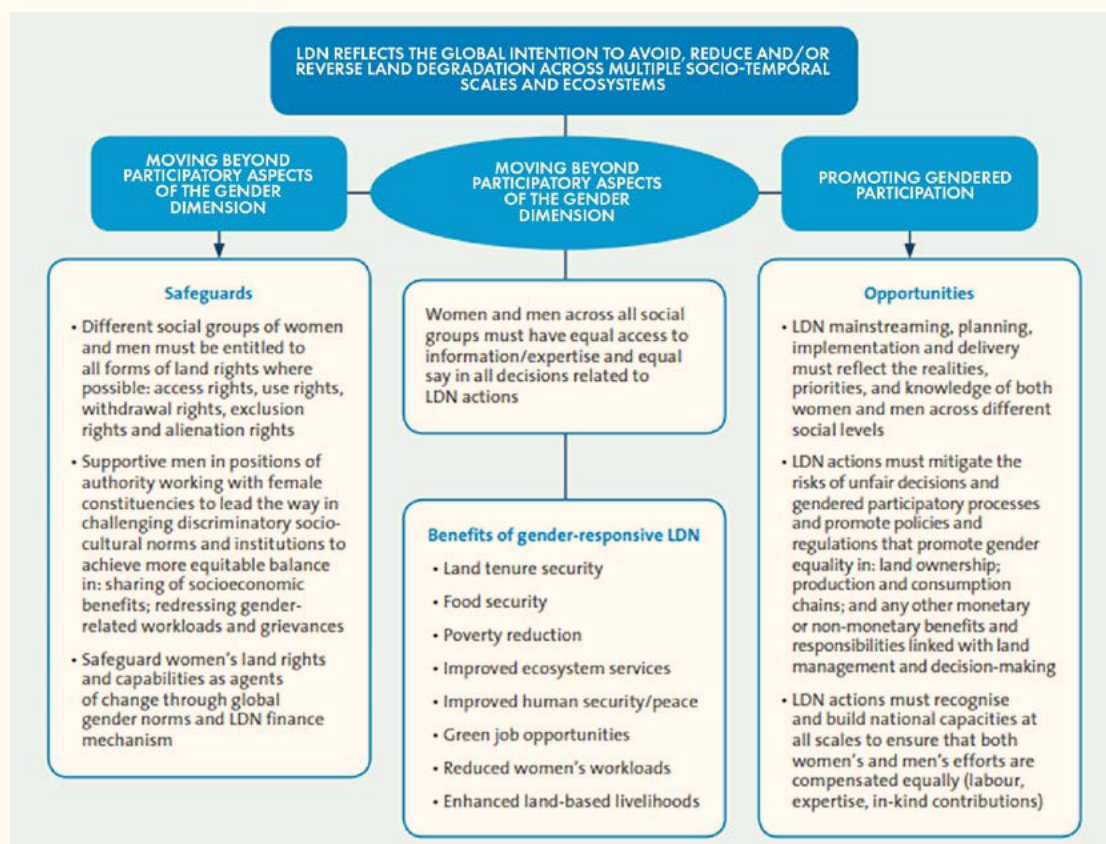 LDN REFLECTS THE GLOBAL INTENTION TO AVOID, REDUCE AND/OR
REVERSE LAND DEGRADATION ACROSS MULTIPLE SOCIO-TEMPORAL
SCALES AND ECOSYSTEMS
MOVING BEYOND
PARTICIPATORY ASPECTS
OF THE GENDER
DIMENSION
MOVING BEYOND
PARTICIPATORY ASPECTS
OF THE GENDER
DIMENSION
PROMOTING GENDERED
PARTICIPATION
Safeguards
• Different social groups of women
and men must be entitled to
all forms of land rights where
possible: access rights, use rights,
withdrawal rights, exclusion
rights and alienation rights
• Supportive men in positions of
authority working with female
constituencies to lead the way in
challenging discriminatory socio-
cultural norms and institutions to
achieve more equitable balance
in: sharing of socioeconomic
benefits; redressing gender-
related workloads and grievances
• Safeguard women's land rights
and capabilities as agents
of change through global
gender norms and LDN finance
mechanism
Women and men across all social
groups must have equal access to
information/expertise and equal
say in all decisions related to
LDN actions
Benefits of gender-responsive LDN
• Land tenure security
• Food security
• Poverty reduction
• Improved ecosystem services
• Improved human security/peace
• Green job opportunities
• Reduced women's workloads
• Enhanced land-based livelihoods
Opportunities
• LDN mainstreaming, planning,
implementation and delivery
must reflect the realities,
priorities, and knowledge of both
women and men across different
social levels
• LDN actions must mitigate the
risks of unfair decisions and
gendered participatory processes
and promote policies and
regulations that promote gender
equality in: land ownership;
production and consumption
chains; and any other monetary
or non-monetary benefits and
responsibilities linked with land
management and decision-making
• LDN actions must recognise
and build national capacities at
all scales to ensure that both
women's and men's efforts are
compensated equally (labour,
expertise, in-kind contributions)